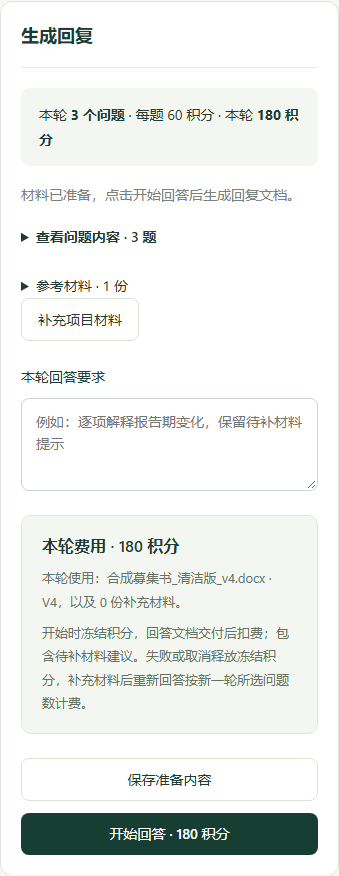 生成回复
本轮 3 个问题 · 每题 60 积分 · 本轮 180 积
分
材料已准备，点击开始回答后生成回复文档。
▶ 查看问题内容 · 3 题
▶ 参考材料 · 1 份
补充项目材料
本轮回答要求
例如：逐项解释报告期变化，保留待补材料
提示
本轮费用 · 180 积分
本轮使用：合成募集书_清洁版_v4.docx ·
V4，以及 0 份补充材料。
开始时冻结积分，回答文档交付后扣费；包
含待补材料建议。失败或取消释放冻结积
分，补充材料后重新回答按新一轮所选问题
数计费。
保存准备内容
开始回答 · 180 积分